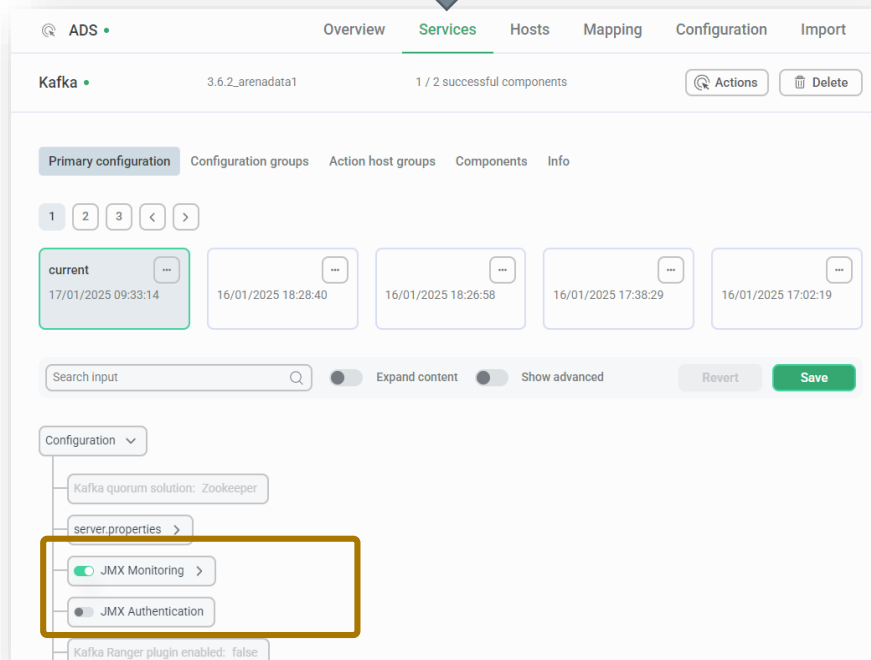 ADS Overview Services Hosts Mapping Configuration Import
Kafka 3.6.2_arenadata1 1 / 2 successful components Actions Delete
Primary configuration Configuration groups Action host groups Components Info
1 2 3 < >
current ...
17/01/2025 09:33:14
...
16/01/2025 18:28:40
...
16/01/2025 18:26:58
...
16/01/2025 17:38:29
...
16/01/2025 17:02:19
Search input Expand content Show advanced Revert Save
Configuration
Kafka quorum solution: Zookeeper
server.properties
JMX Monitoring
JMX Authentication
Kafka Ranger plugin enabled: false